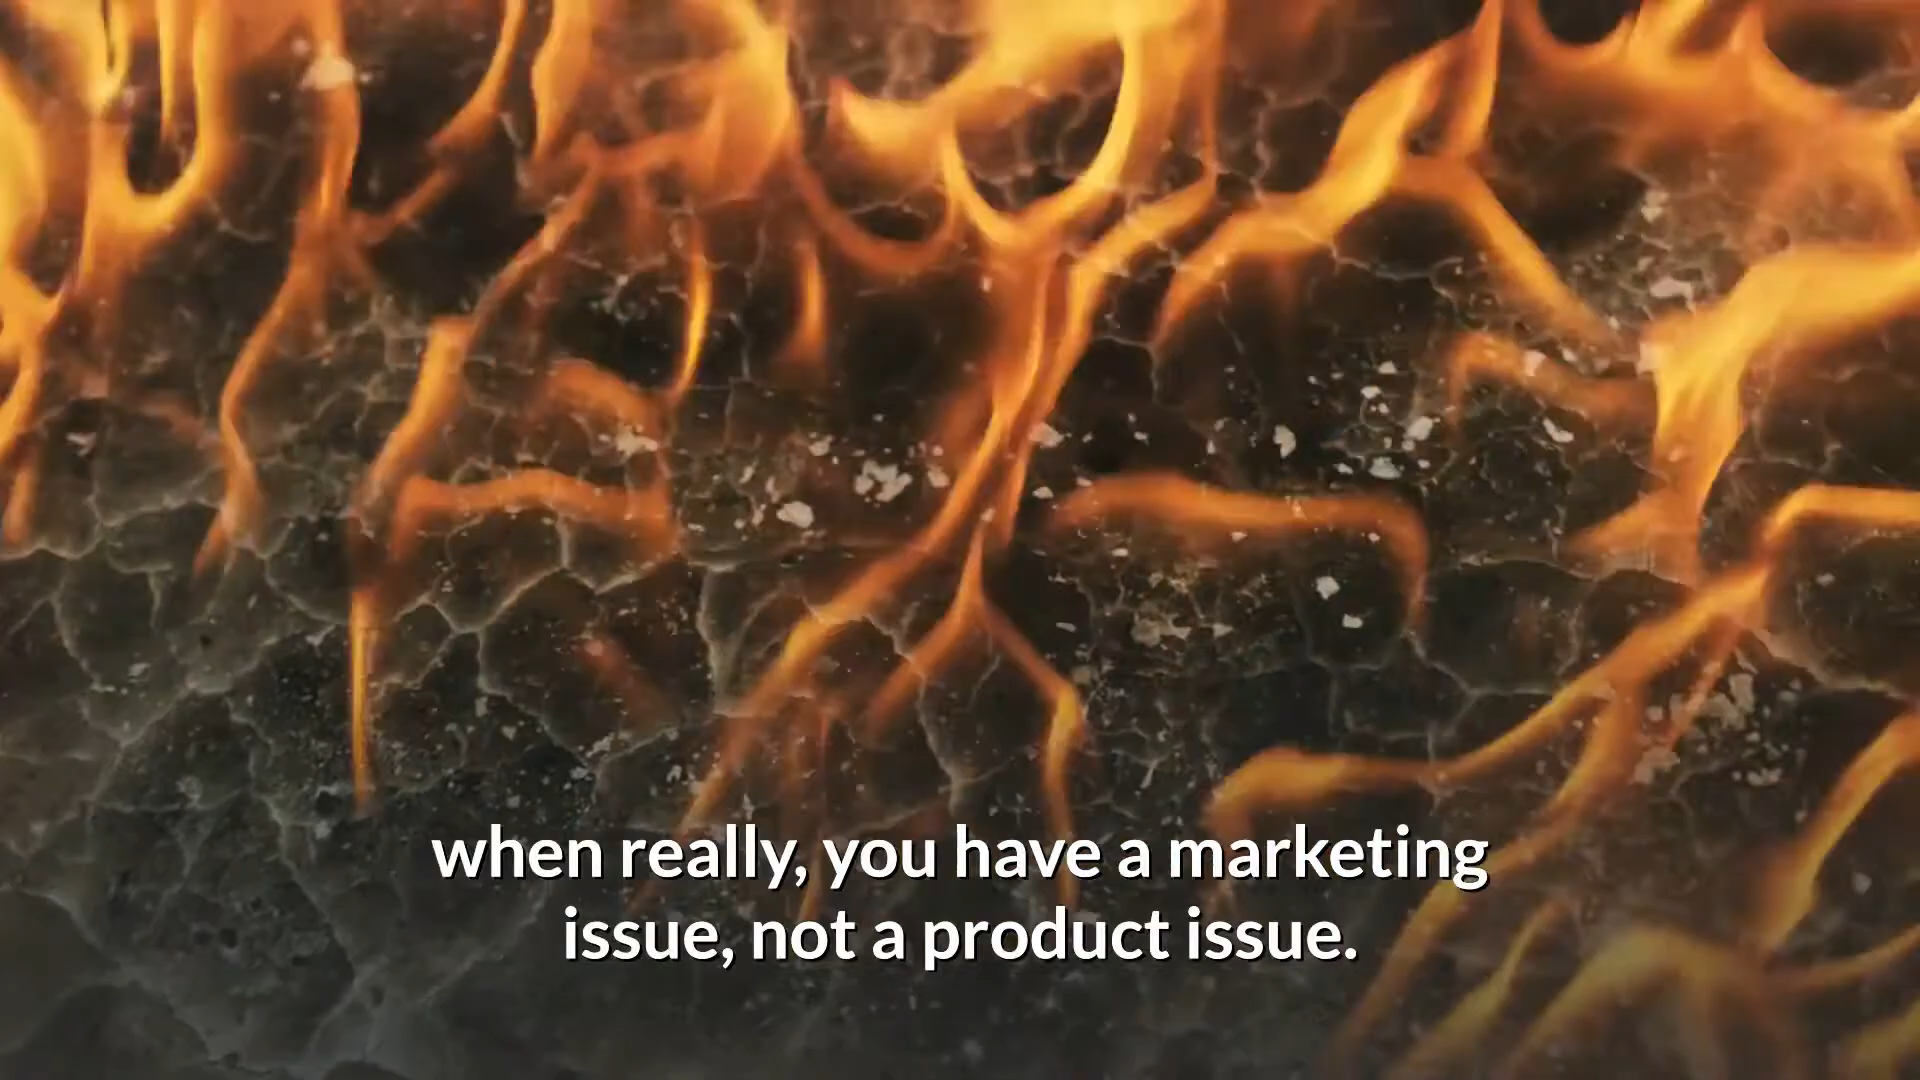 when really, you have a marketing
issue, not a product issue.